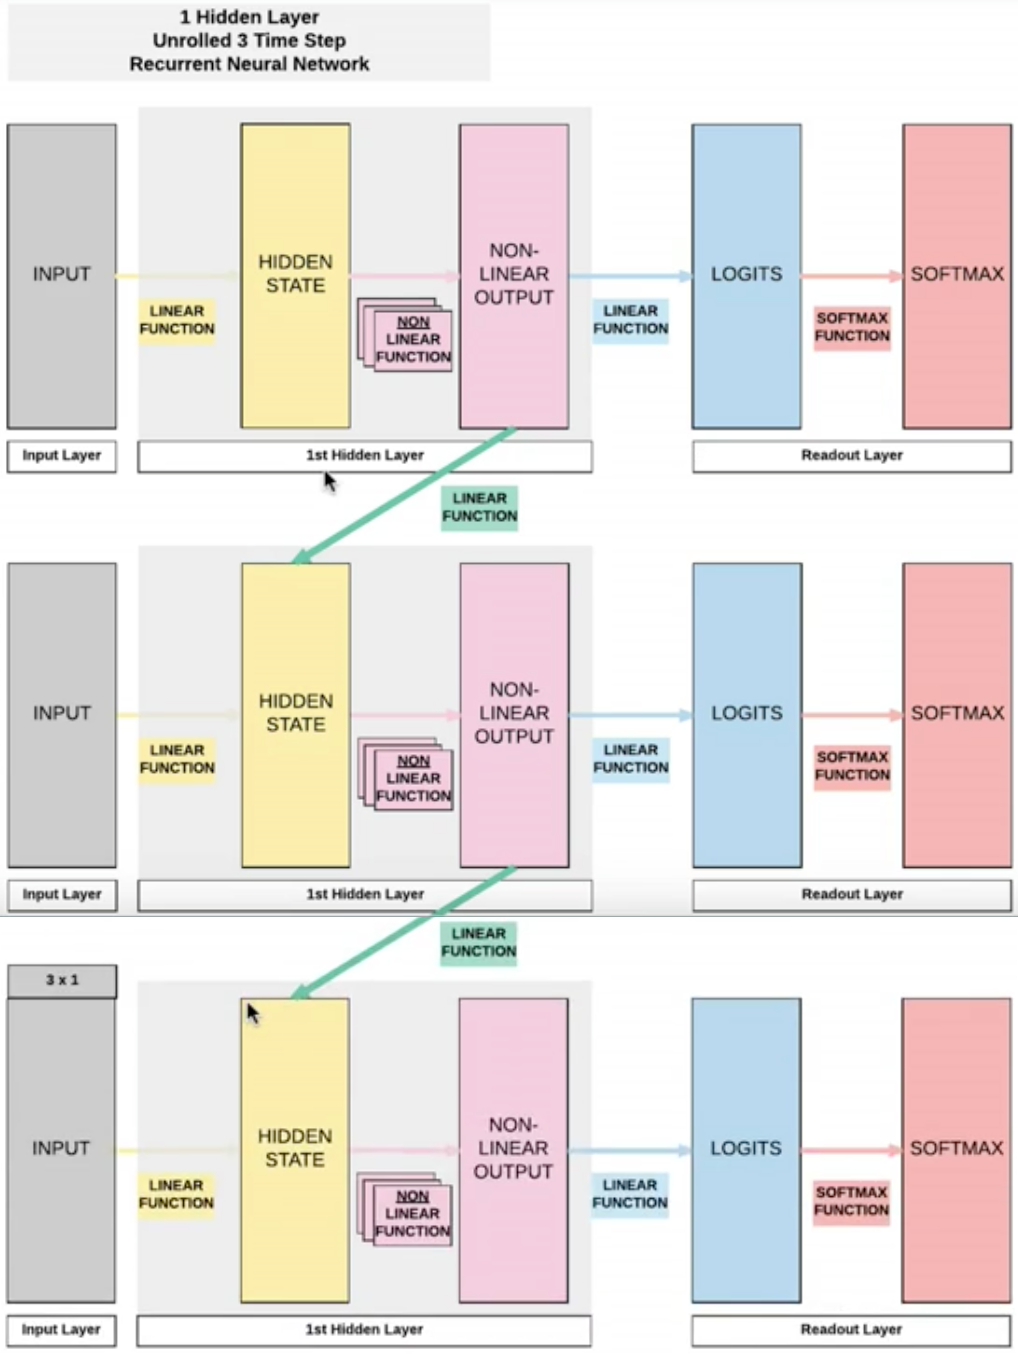 1 Hidden Layer
Unrolled 3 Time Step
Recurrent Neural Network
INPUT
LINEAR
FUNCTION
HIDDEN
STATE
NON
LINEAR
FUNCTION
NON-
LINEAR
OUTPUT
LINEAR
FUNCTION
LOGITS
SOFTMAX
FUNCTION
SOFTMAX
Input Layer
1st Hidden Layer
Readout Layer
LINEAR
FUNCTION
INPUT
LINEAR
FUNCTION
HIDDEN
STATE
NON
LINEAR
FUNCTION
NON-
LINEAR
OUTPUT
LINEAR
FUNCTION
LOGITS
SOFTMAX
FUNCTION
SOFTMAX
Input Layer
1st Hidden Layer
Readout Layer
LINEAR
FUNCTION
3 x 1
INPUT
LINEAR
FUNCTION
HIDDEN
STATE
NON
LINEAR
FUNCTION
NON-
LINEAR
OUTPUT
LINEAR
FUNCTION
LOGITS
SOFTMAX
FUNCTION
SOFTMAX
Input Layer
1st Hidden Layer
Readout Layer